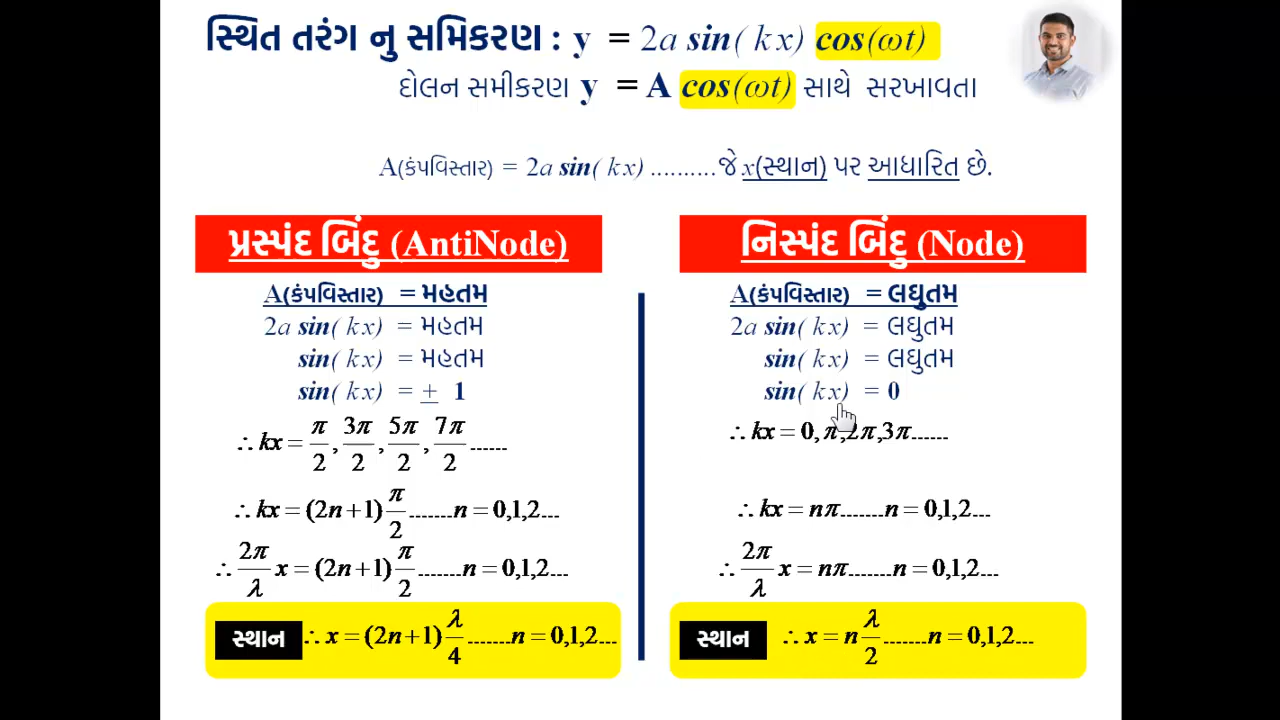 સ્થિત તરંગ નુ સમિકરણ : y = 2a sin( kx) cos(ωt)
દોલન સમીકરણ y = A cos(ωt) સાથે સરખાવતા
A(કંપવિસ્તાર) = 2a sin( kx) ..........જે x(સ્થાન) પર આધારિત છે.
પ્રસ્પંદ બિંદુ (AntiNode)
A(કંપવિસ્તાર) = મહતમ
2a sin( kx) = મહતમ
sin( kx) = મહતમ
sin( kx) = ± 1
∴ kx = π/2, 3π/2, 5π/2, 7π/2 ......
∴ kx = (2n+1) π/2 .......n = 0,1,2...
∴ 2π/λ x = (2n+1) π/2 .......n = 0,1,2...
સ્થાન ∴ x = (2n+1) λ/4 .......n = 0,1,2...
નિસ્પંદ બિંદુ (Node)
A(કંપવિસ્તાર) = લઘુતમ
2a sin( kx) = લઘુતમ
sin( kx) = લઘુતમ
sin( kx) = 0
∴ kx = 0, π,2π,3π......
∴ kx = nπ.......n = 0,1,2...
∴ 2π/λ x = nπ.......n = 0,1,2...
સ્થાન ∴ x = n λ/2 .......n = 0,1,2...